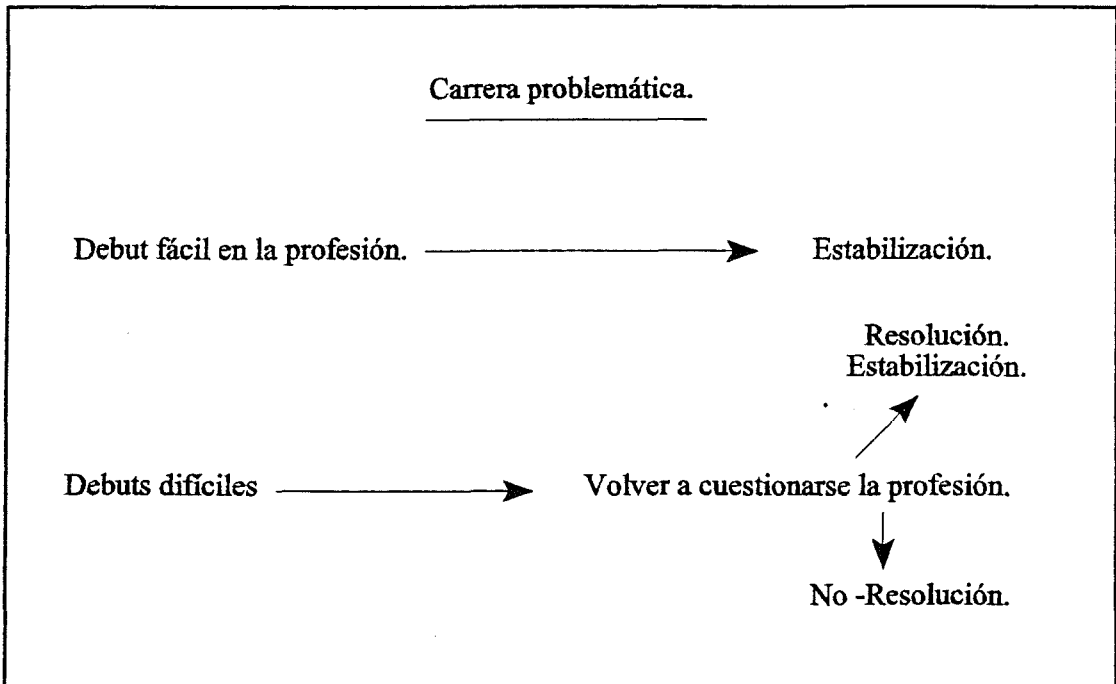 Carrera problemática.
Debut fácil en la profesión.
Estabilización.
Resolución.
Estabilización.
Debuts difíciles
Volver a cuestionarse la profesión.
No -Resolución.